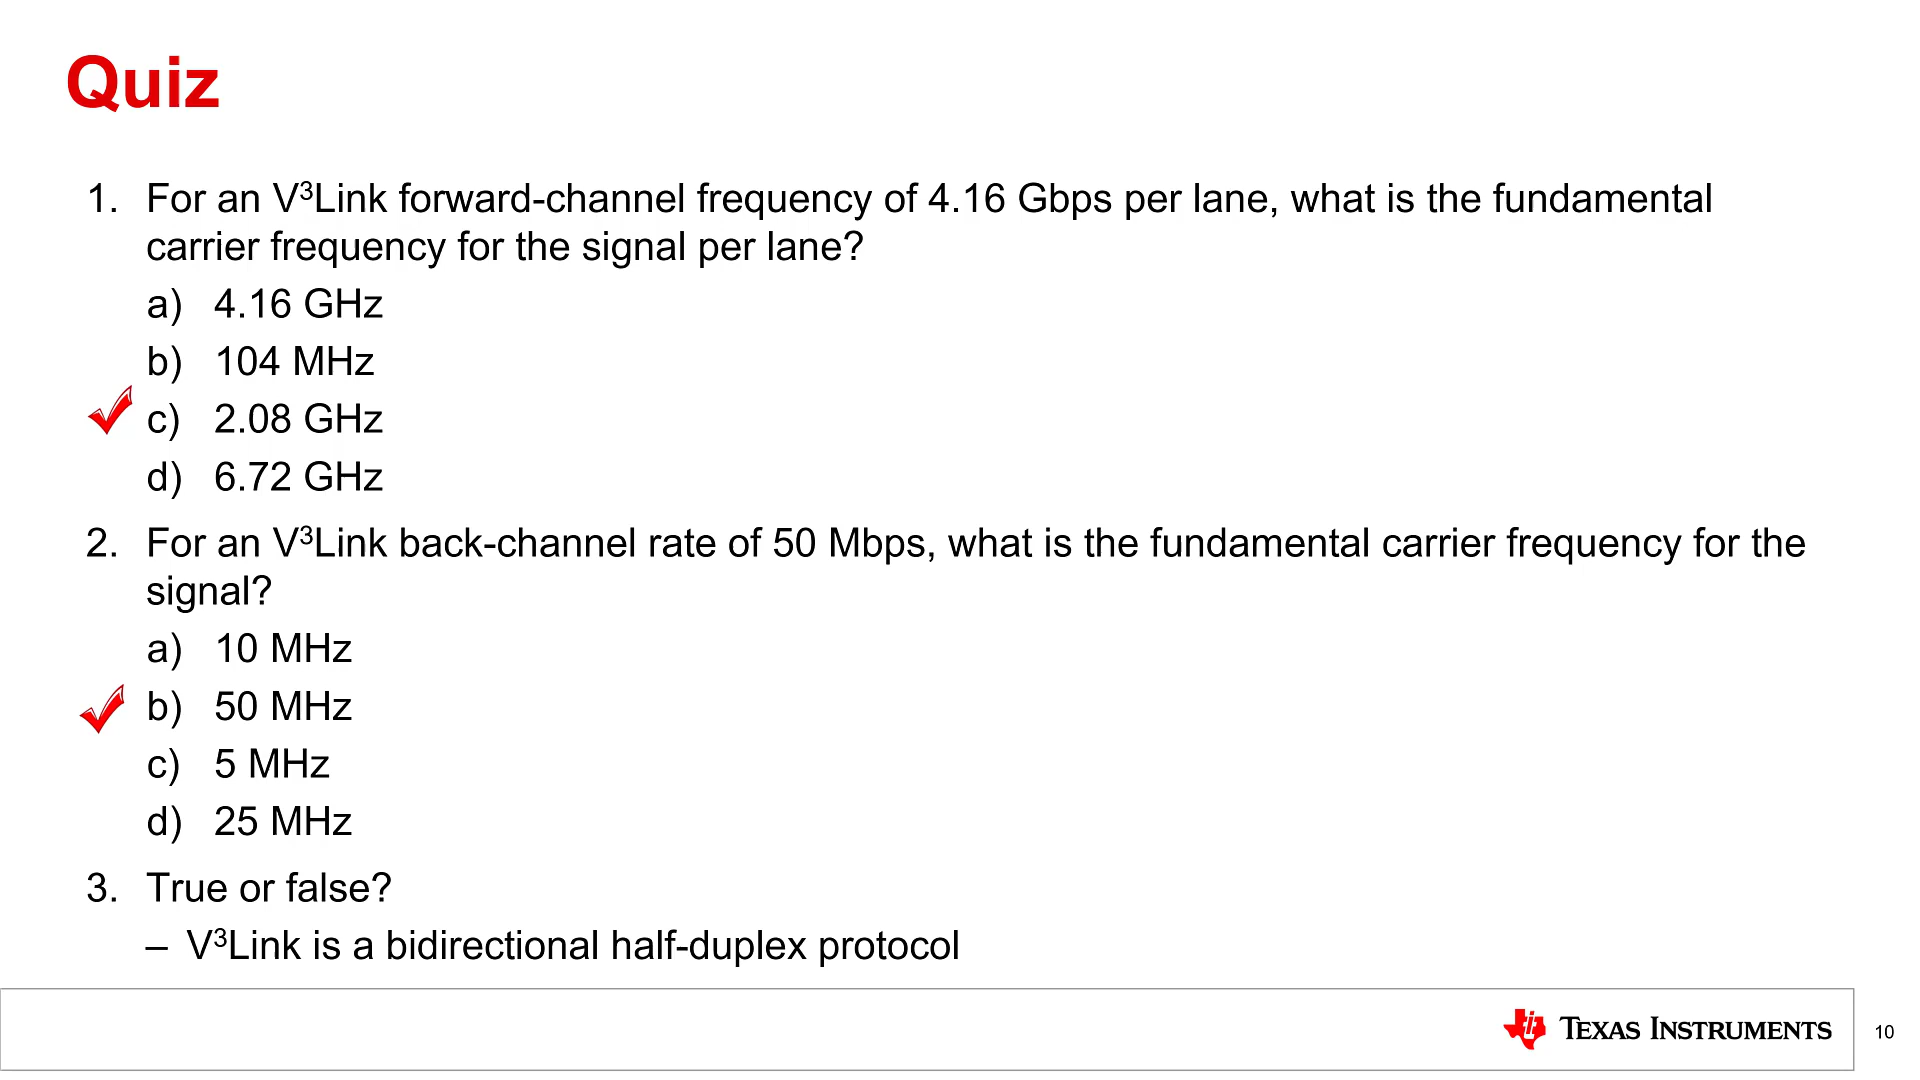 Quiz
1. For an V³Link forward-channel frequency of 4.16 Gbps per lane, what is the fundamental
carrier frequency for the signal per lane?
a) 4.16 GHz
b) 104 MHz
c) 2.08 GHz
d) 6.72 GHz
2. For an V³Link back-channel rate of 50 Mbps, what is the fundamental carrier frequency for the
signal?
a) 10 MHz
b) 50 MHz
c) 5 MHz
d) 25 MHz
3. True or false?
– V³Link is a bidirectional half-duplex protocol
TEXAS INSTRUMENTS
10